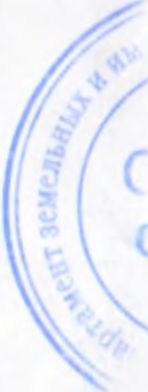 артамент земельных и им